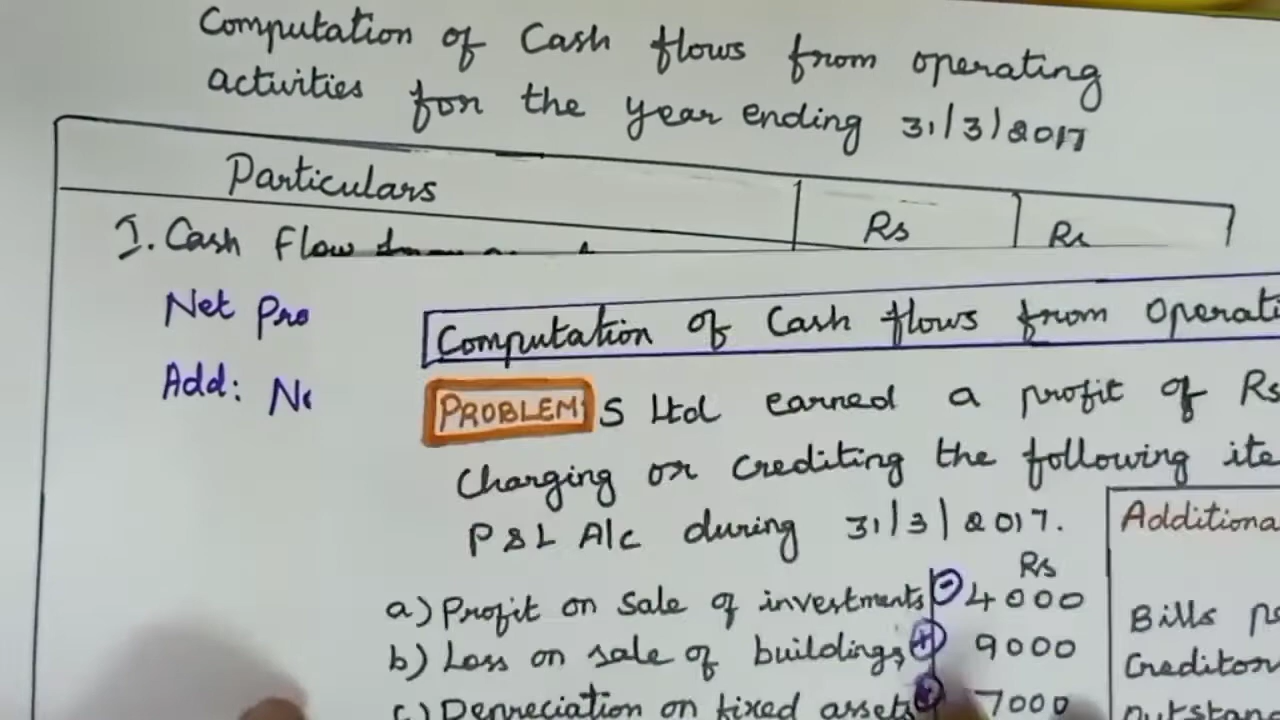 Computation of Cash flows from operating
activities for the year ending 31/3/2017
Particulars
Rs
Rs
I. Cash Flow
Net Pro
Add:
Computation of Cash flows from Operati
PROBLEM: S Ltd earned a profit of Rs
Charging or crediting the following ite
P & L A/c during 31/3/2017.
Rs
a) Profit on sale of investments - 4000
b) Loss on sale of buildings + 9000
c) Depreciation on fixed assets 7000
Additiona
Bills
Creditor